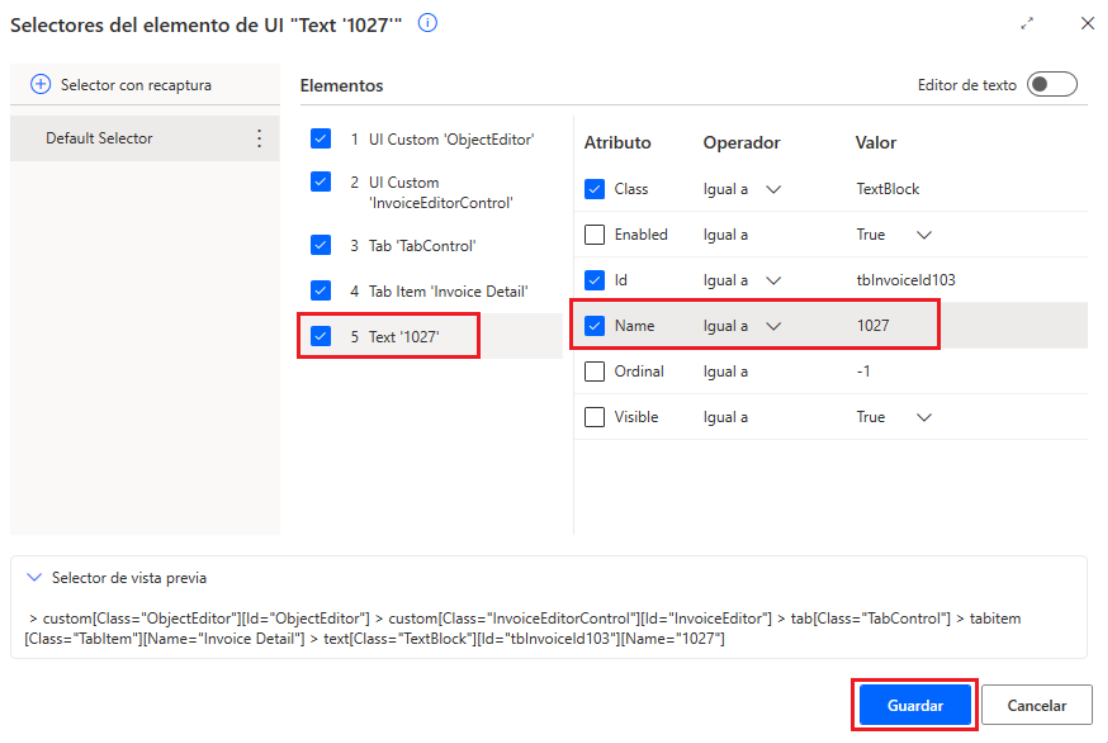 Selectores del elemento de UI "Text '1027'"
Selector con recaptura
Default Selector
Elementos
Editor de texto
1 UI Custom 'ObjectEditor'
2 UI Custom
'InvoiceEditorControl'
3 Tab 'TabControl'
4 Tab Item 'Invoice Detail'
5 Text '1027'
Atributo Operador Valor
Class Igual a TextBlock
Enabled Igual a True
Id Igual a tbInvoiceId103
Name Igual a 1027
Ordinal Igual a -1
Visible Igual a True
Selector de vista previa
> custom[Class="ObjectEditor"][Id="ObjectEditor"] > custom[Class="InvoiceEditorControl"][Id="InvoiceEditor"] > tab[Class="TabControl"] > tabitem
[Class="TabItem"][Name="Invoice Detail"] > text[Class="TextBlock"][Id="tbInvoiceId103"][Name="1027"]
Guardar Cancelar